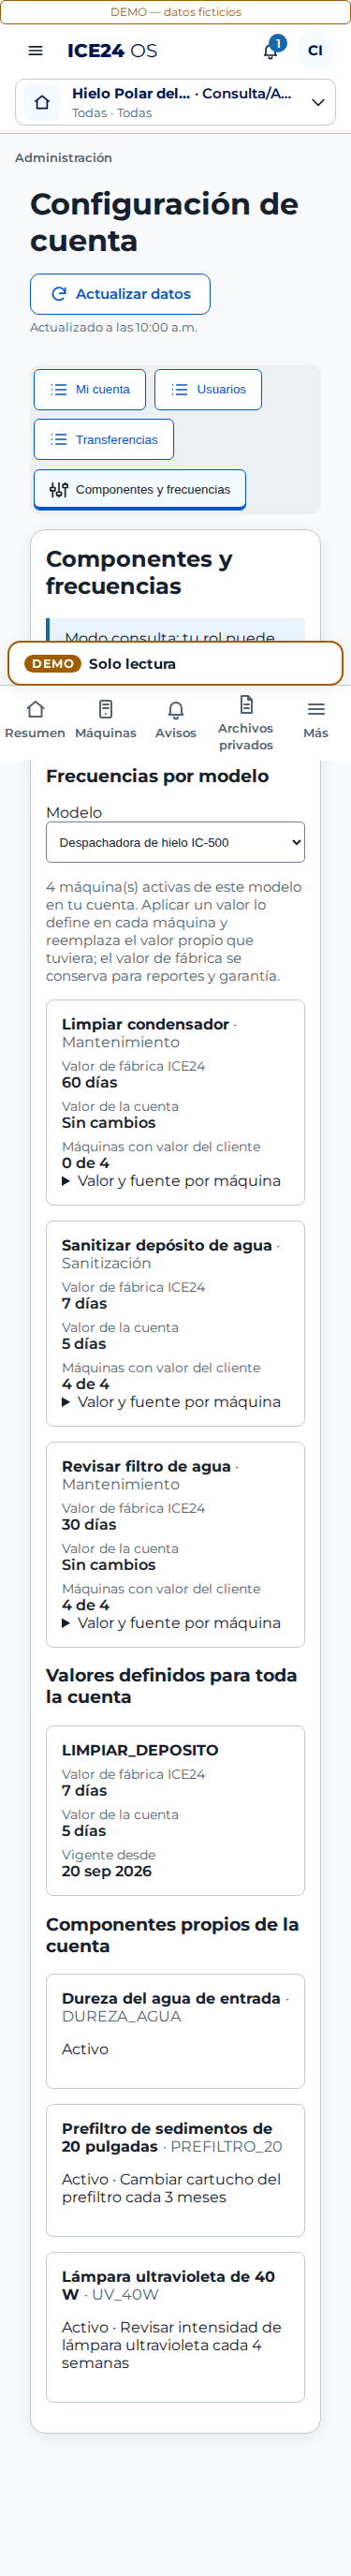 DEMO — datos ficticios
ICE24 OS
1
CI
Hielo Polar del... · Consulta/A...
Todas · Todas
Administración
Configuración de
cuenta
Actualizar datos
Actualizado a las 10:00 a.m.
Mi cuenta
Usuarios
Transferencias
Componentes y frecuencias
Componentes y
frecuencias
Modo consulta: tu rol puede
DEMO Solo lectura
Resumen
Máquinas
Avisos
Archivos
privados
Más
Frecuencias por modelo
Modelo
Despachadora de hielo IC-500
4 máquina(s) activas de este modelo
en tu cuenta. Aplicar un valor lo
define en cada máquina y
reemplaza el valor propio que
tuviera; el valor de fábrica se
conserva para reportes y garantía.
Limpiar condensador ·
Mantenimiento
Valor de fábrica ICE24
60 días
Valor de la cuenta
Sin cambios
Máquinas con valor del cliente
0 de 4
Valor y fuente por máquina
Sanitizar depósito de agua ·
Sanitización
Valor de fábrica ICE24
7 días
Valor de la cuenta
5 días
Máquinas con valor del cliente
4 de 4
Valor y fuente por máquina
Revisar filtro de agua ·
Mantenimiento
Valor de fábrica ICE24
30 días
Valor de la cuenta
Sin cambios
Máquinas con valor del cliente
4 de 4
Valor y fuente por máquina
Valores definidos para toda
la cuenta
LIMPIAR_DEPOSITO
Valor de fábrica ICE24
7 días
Valor de la cuenta
5 días
Vigente desde
20 sep 2026
Componentes propios de la
cuenta
Dureza del agua de entrada ·
DUREZA_AGUA
Activo
Prefiltro de sedimentos de
20 pulgadas · PREFILTRO_20
Activo · Cambiar cartucho del
prefiltro cada 3 meses
Lámpara ultravioleta de 40
W · UV_40W
Activo · Revisar intensidad de
lámpara ultravioleta cada 4
semanas